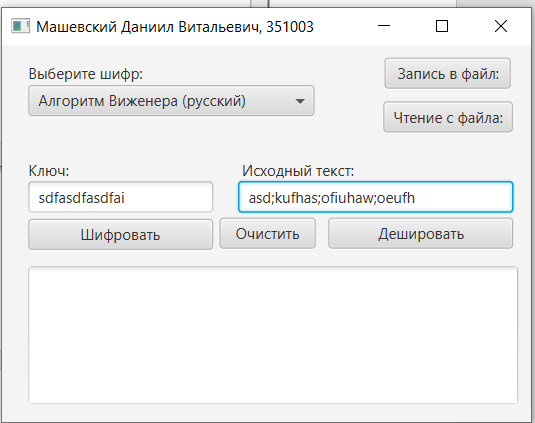 Машевский Даниил Витальевич, 351003
Выберите шифр:
Запись в файл:
Алгоритм Виженера (русский)
Чтение с файла:
Ключ:
Исходный текст:
sdfasdfasdfai
asd;kufhas;ofiuhaw;oeufh
Шифровать
Очистить
Дешировать